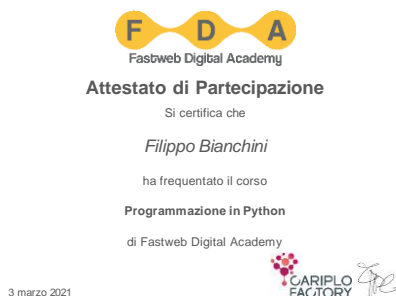 FDA
Fastweb Digital Academy
Attestato di Partecipazione
Si certifica che
Filippo Bianchini
ha frequentato il corso
Programmazione in Python
di Fastweb Digital Academy
CARIPLO
FACTORY
3 marzo 2021